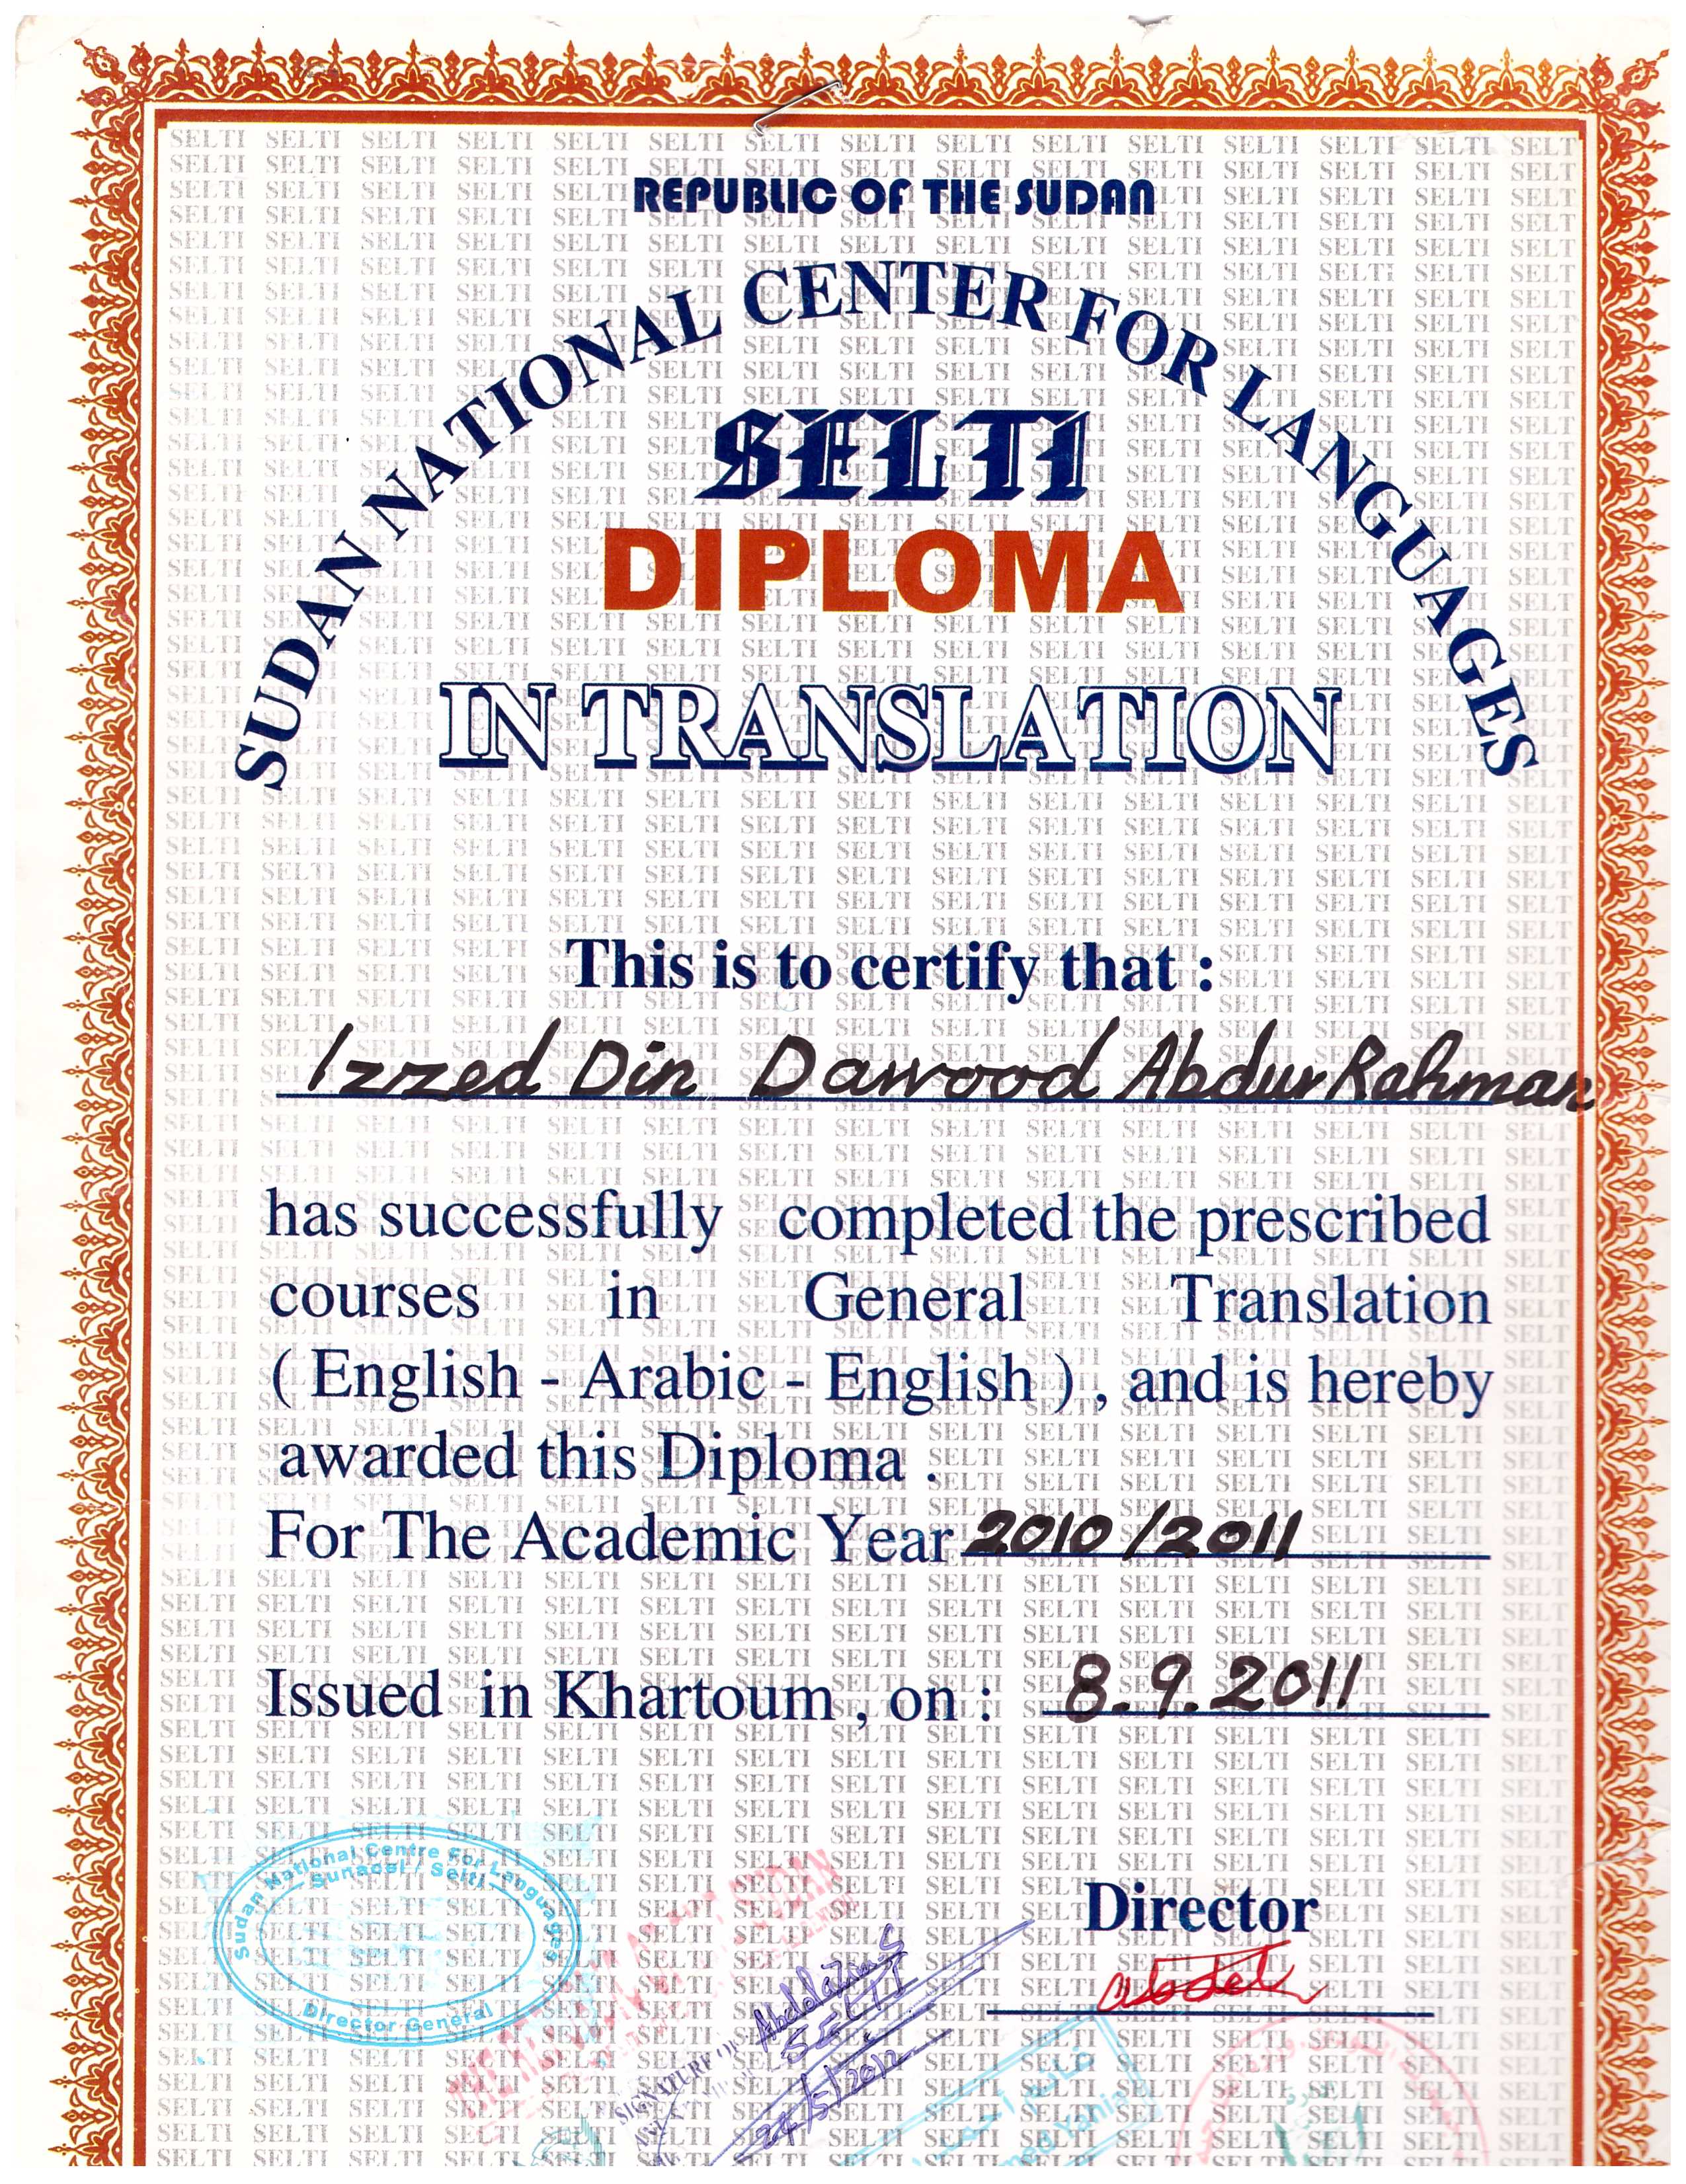 REPUBLIC OF THE SUDAN
SUDAN NATIONAL CENTER FOR LANGUAGES
SELTI
DIPLOMA
IN TRANSLATION
This is to certify that :
Izzed Din Dawood Abdur Rahman
has successfully completed the prescribed
courses in General Translation
( English - Arabic - English ) , and is hereby
awarded this Diploma .
For The Academic Year 2010/2011
Issued in Khartoum , on : 8.9.2011
Sudan National Centre For Languages
Sunacel / Selti
Director General
Director
SUDAN
SIGNATURE OF
SELTI
24/5/2012